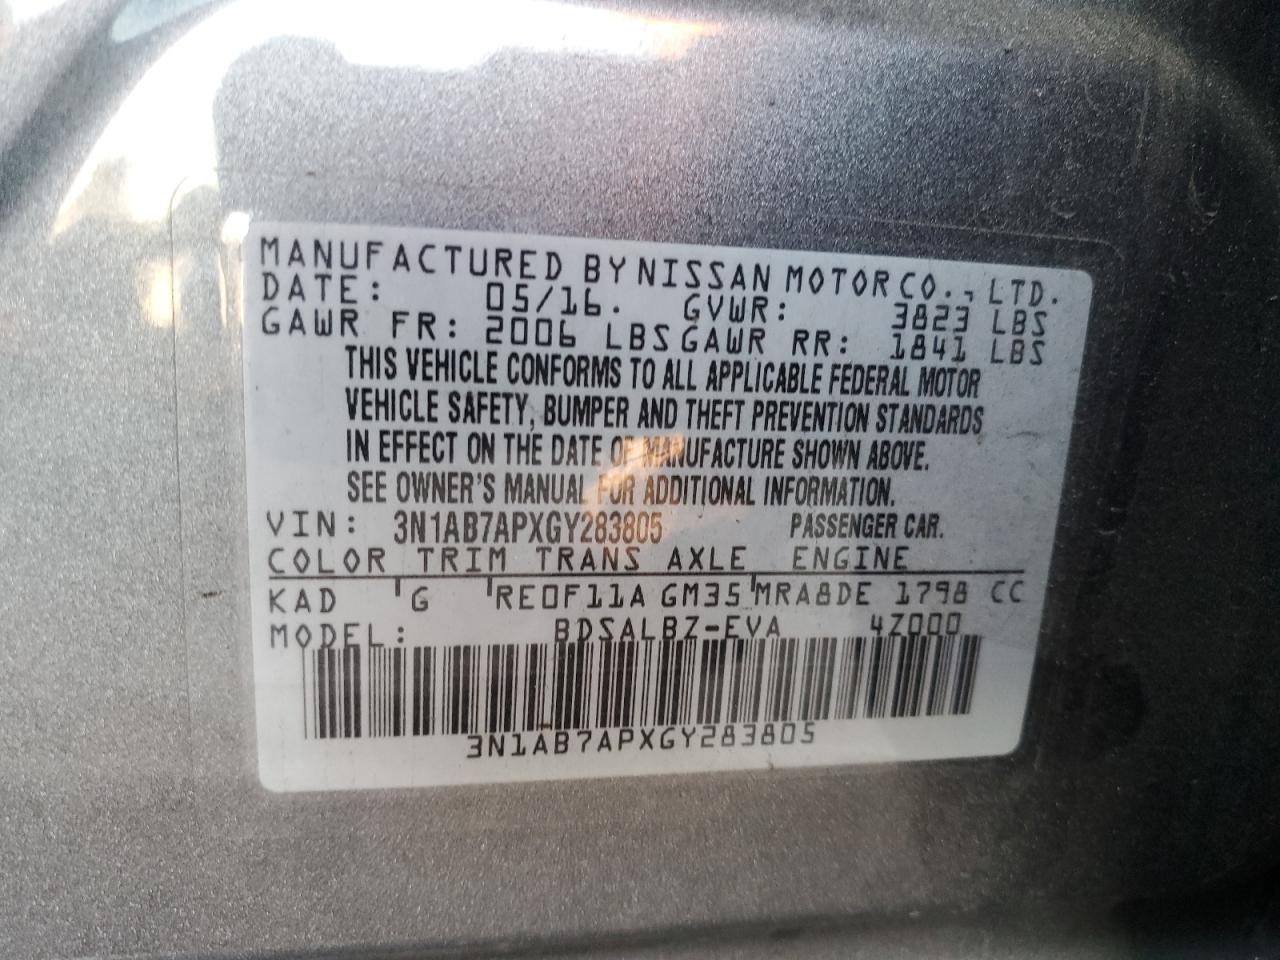 MANUFACTURED BY NISSAN MOTOR CO., LTD.
DATE: 05/16. GVWR: 3823 LBS
GAWR FR: 2006 LBS GAWR RR: 1841 LBS
THIS VEHICLE CONFORMS TO ALL APPLICABLE FEDERAL MOTOR
VEHICLE SAFETY, BUMPER AND THEFT PREVENTION STANDARDS
IN EFFECT ON THE DATE OF MANUFACTURE SHOWN ABOVE.
SEE OWNER'S MANUAL FOR ADDITIONAL INFORMATION.
VIN: 3N1AB7APXGY283805 PASSENGER CAR.
COLOR TRIM TRANS AXLE ENGINE
KAD G RE0F11A GM35 MRA8DE 1798 CC
MODEL: BDSALBZ-EVA 4Z000
3N1AB7APXGY283805